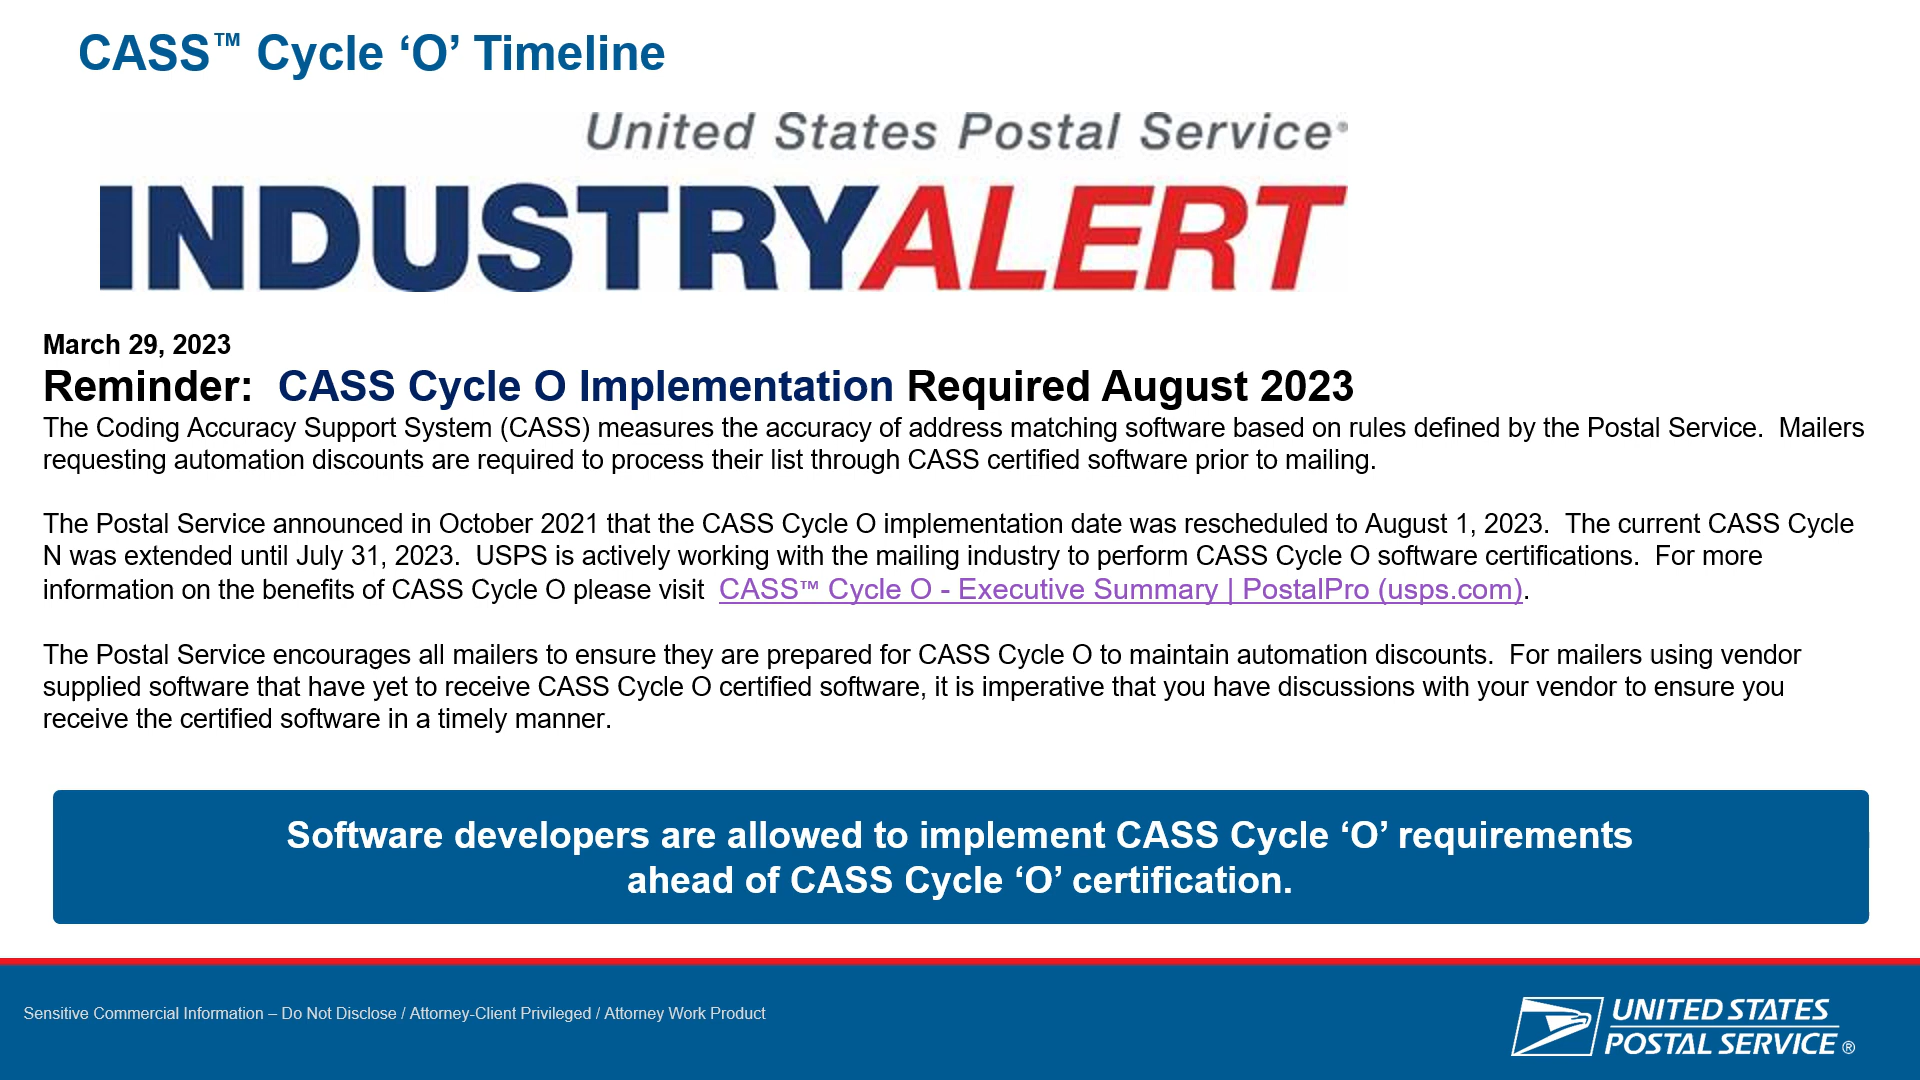 CASS™ Cycle ‘O’ Timeline
United States Postal Service®
INDUSTRYALERT
March 29, 2023
Reminder:  CASS Cycle O Implementation Required August 2023
The Coding Accuracy Support System (CASS) measures the accuracy of address matching software based on rules defined by the Postal Service.  Mailers
requesting automation discounts are required to process their list through CASS certified software prior to mailing.
The Postal Service announced in October 2021 that the CASS Cycle O implementation date was rescheduled to August 1, 2023.  The current CASS Cycle
N was extended until July 31, 2023.  USPS is actively working with the mailing industry to perform CASS Cycle O software certifications.  For more
information on the benefits of CASS Cycle O please visit  CASS™ Cycle O - Executive Summary | PostalPro (usps.com).
The Postal Service encourages all mailers to ensure they are prepared for CASS Cycle O to maintain automation discounts.  For mailers using vendor
supplied software that have yet to receive CASS Cycle O certified software, it is imperative that you have discussions with your vendor to ensure you
receive the certified software in a timely manner.
Software developers are allowed to implement CASS Cycle ‘O’ requirements
ahead of CASS Cycle ‘O’ certification.
Sensitive Commercial Information – Do Not Disclose / Attorney-Client Privileged / Attorney Work Product
UNITED STATES
POSTAL SERVICE®